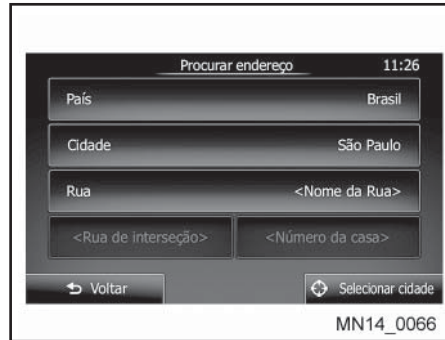 Procurar endereço 11:26
País Brasil
Cidade São Paulo
Rua <Nome da Rua>
<Rua de interseção> <Número da casa>
Voltar Selecionar cidade
MN14_0066